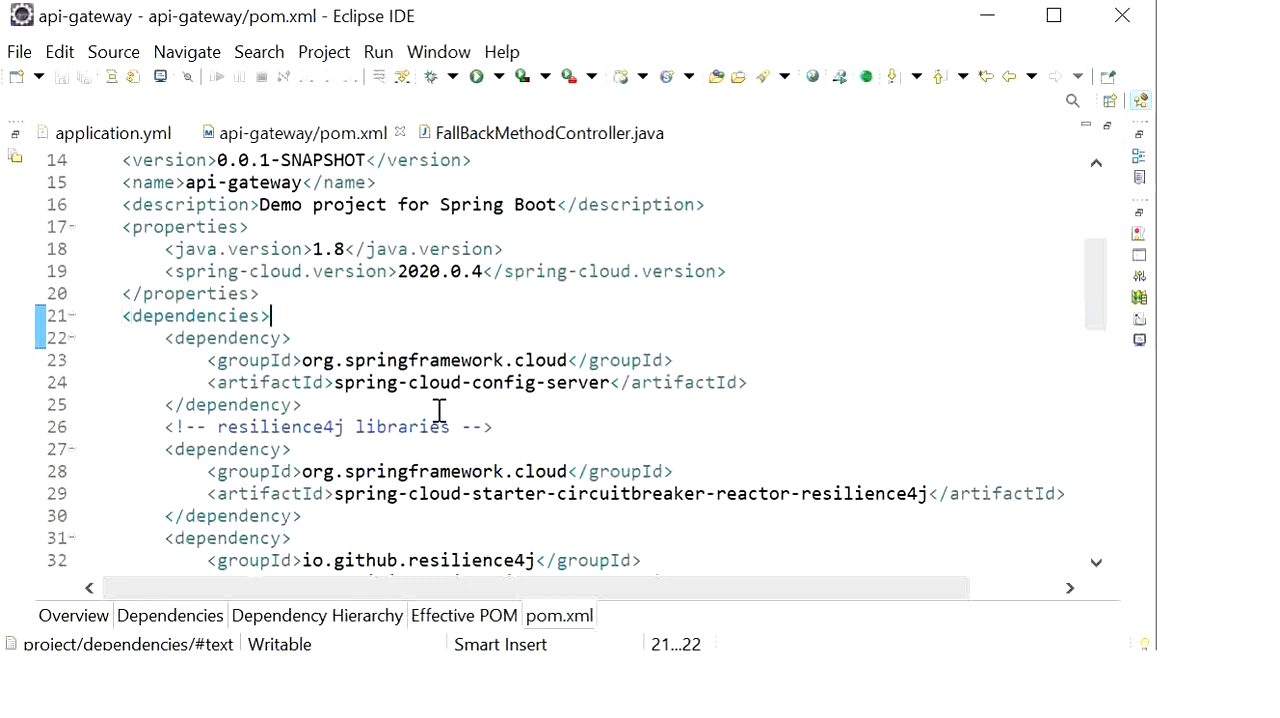 api-gateway - api-gateway/pom.xml - Eclipse IDE
File Edit Source Navigate Search Project Run Window Help
application.yml api-gateway/pom.xml FallBackMethodController.java
14 <version>0.0.1-SNAPSHOT</version>
15 <name>api-gateway</name>
16 <description>Demo project for Spring Boot</description>
17 <properties>
18 <java.version>1.8</java.version>
19 <spring-cloud.version>2020.0.4</spring-cloud.version>
20 </properties>
21 <dependencies>
22 <dependency>
23 <groupId>org.springframework.cloud</groupId>
24 <artifactId>spring-cloud-config-server</artifactId>
25 </dependency>
26 <!-- resilience4j libraries -->
27 <dependency>
28 <groupId>org.springframework.cloud</groupId>
29 <artifactId>spring-cloud-starter-circuitbreaker-reactor-resilience4j</artifactId>
30 </dependency>
31 <dependency>
32 <groupId>io.github.resilience4j</groupId>
Overview Dependencies Dependency Hierarchy Effective POM pom.xml
project/dependencies/#text Writable Smart Insert 21...22